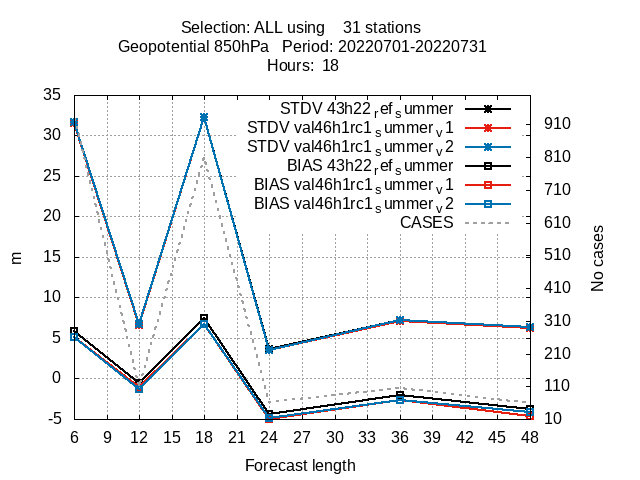 Selection: ALL using    31 stations
Geopotential 850hPa   Period: 20220701-20220731
Hours:  18
STDV 43h22_ref_summer
STDV val46h1rc1_summer_v1
STDV val46h1rc1_summer_v2
BIAS 43h22_ref_summer
BIAS val46h1rc1_summer_v1
BIAS val46h1rc1_summer_v2
CASES
35
30
25
20
15
10
5
0
-5
m
910
810
710
610
510
410
310
210
110
10
No cases
6 9 12 15 18 21 24 27 30 33 36 39 42 45 48
Forecast length